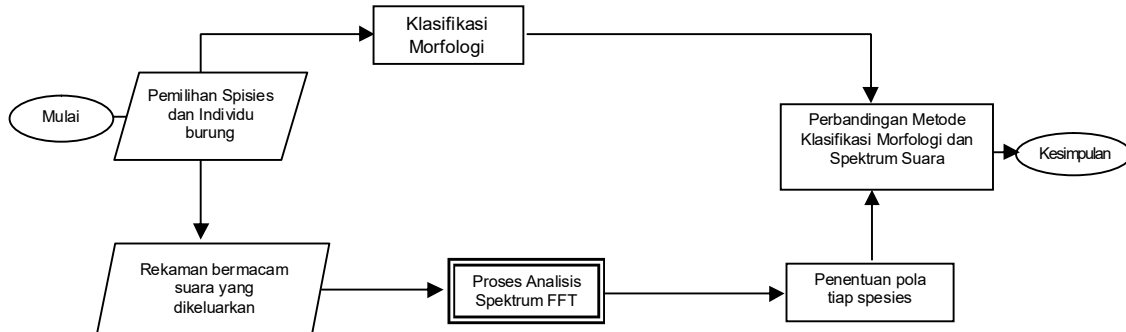 Klasifikasi
Morfologi
Mulai
Pemilihan Spisies
dan Individu
burung
Perbandingan Metode
Klasifikasi Morfologi dan
Spektrum Suara
Kesimpulan
Rekaman bermacam
suara yang
dikeluarkan
Proses Analisis
Spektrum FFT
Penentuan pola
tiap spesies